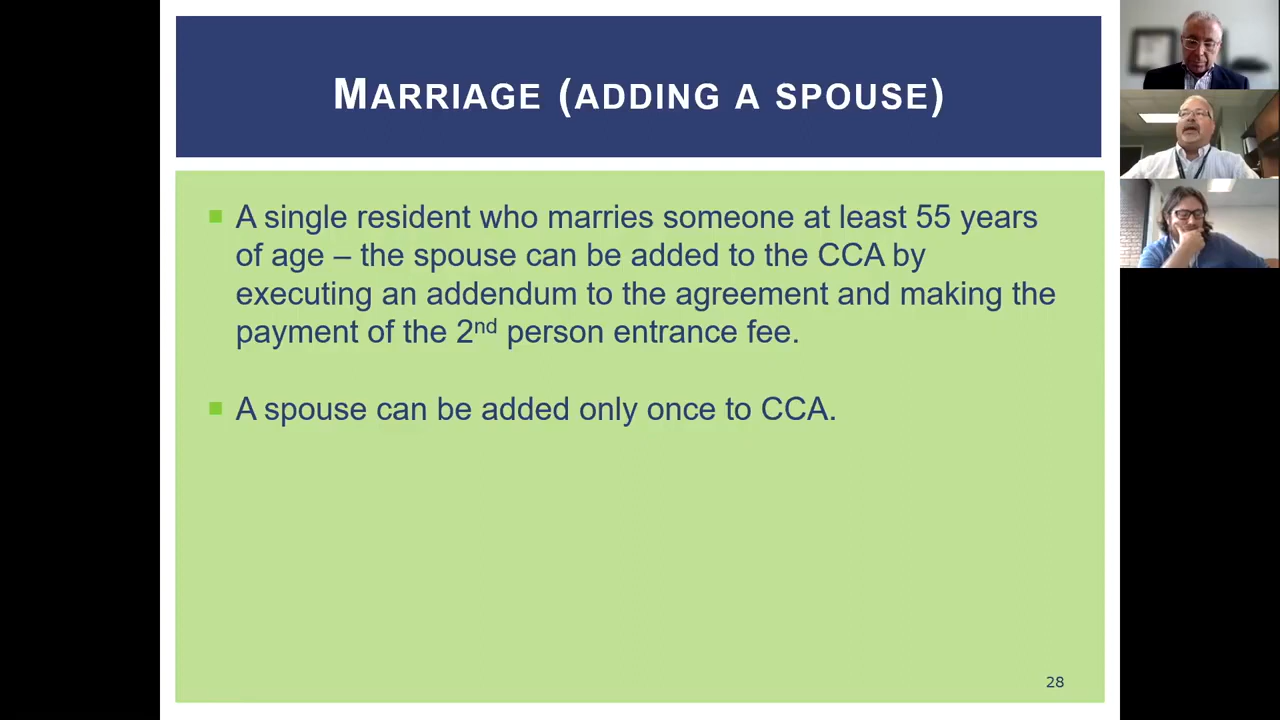 MARRIAGE (ADDING A SPOUSE)
A single resident who marries someone at least 55 years
of age – the spouse can be added to the CCA by
executing an addendum to the agreement and making the
payment of the 2nd person entrance fee.
A spouse can be added only once to CCA.
28